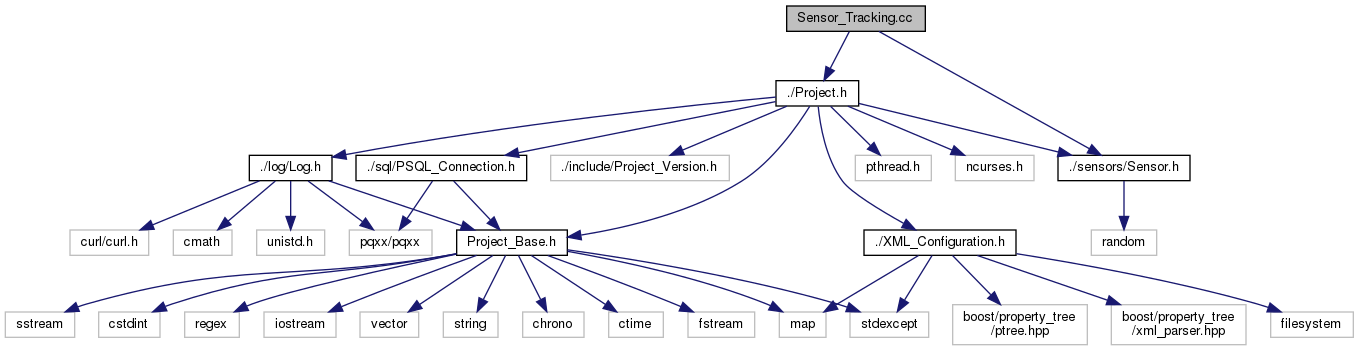 Sensor_Tracking.cc
./Project.h
./log/Log.h
./sql/PSQL_Connection.h
./include/Project_Version.h
pthread.h
ncurses.h
./sensors/Sensor.h
curl/curl.h
cmath
unistd.h
pqxx/pqxx
Project_Base.h
./XML_Configuration.h
random
sstream
cstdint
regex
iostream
vector
string
chrono
ctime
fstream
map
stdexcept
boost/property_tree
/ptree.hpp
boost/property_tree
/xml_parser.hpp
filesystem